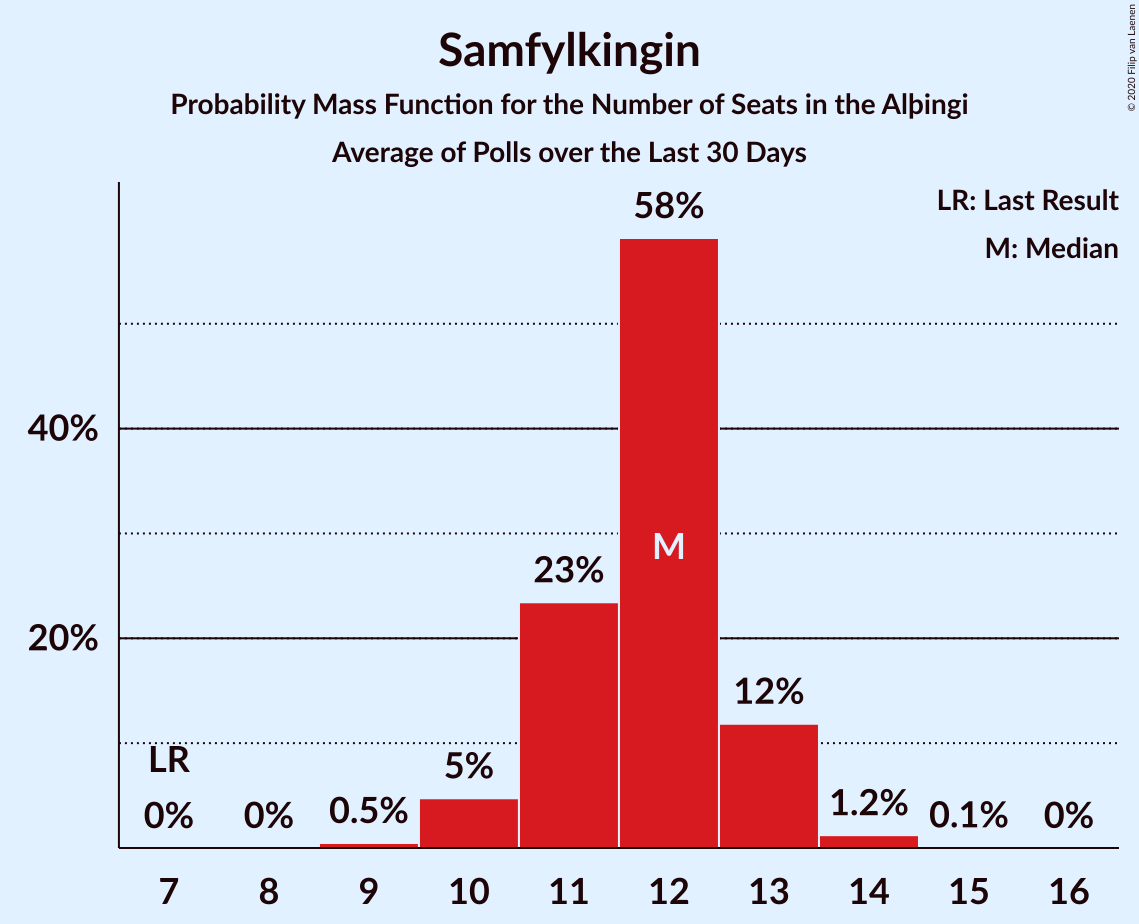 Samfylkingin
Probability Mass Function for the Number of Seats in the Alþingi
Average of Polls over the Last 30 Days
© 2020 Filip van Laenen
LR: Last Result
M: Median
58%
40%
M
23%
20%
12%
LR
5%
0%
0%
0.5%
1.2%
0.1%
0%
7 8 9 10 11 12 13 14 15 16